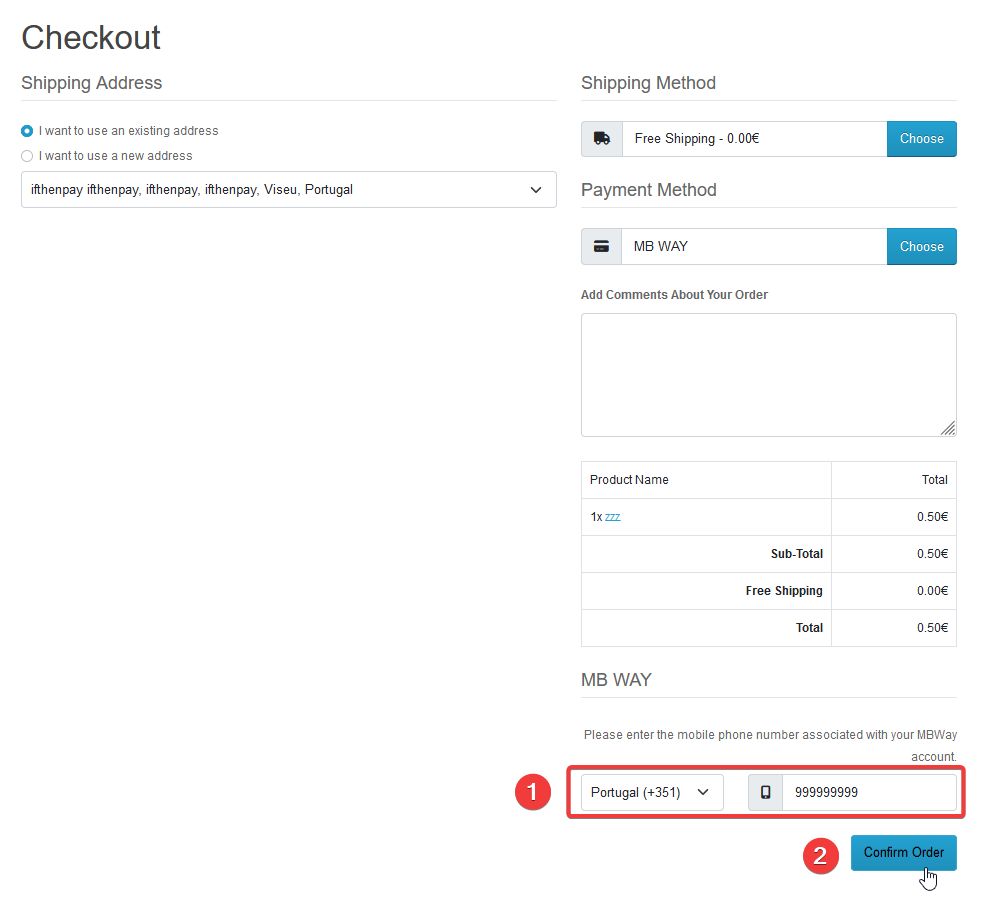 Checkout
Shipping Address
I want to use an existing address
I want to use a new address
ifthenpay ifthenpay, ifthenpay, ifthenpay, Viseu, Portugal
Shipping Method
Free Shipping - 0.00€ Choose
Payment Method
MB WAY Choose
Add Comments About Your Order
Product Name Total
1x zzz 0.50€
Sub-Total 0.50€
Free Shipping 0.00€
Total 0.50€
MB WAY
Please enter the mobile phone number associated with your MBWay
account.
1 Portugal (+351) 999999999
2 Confirm Order